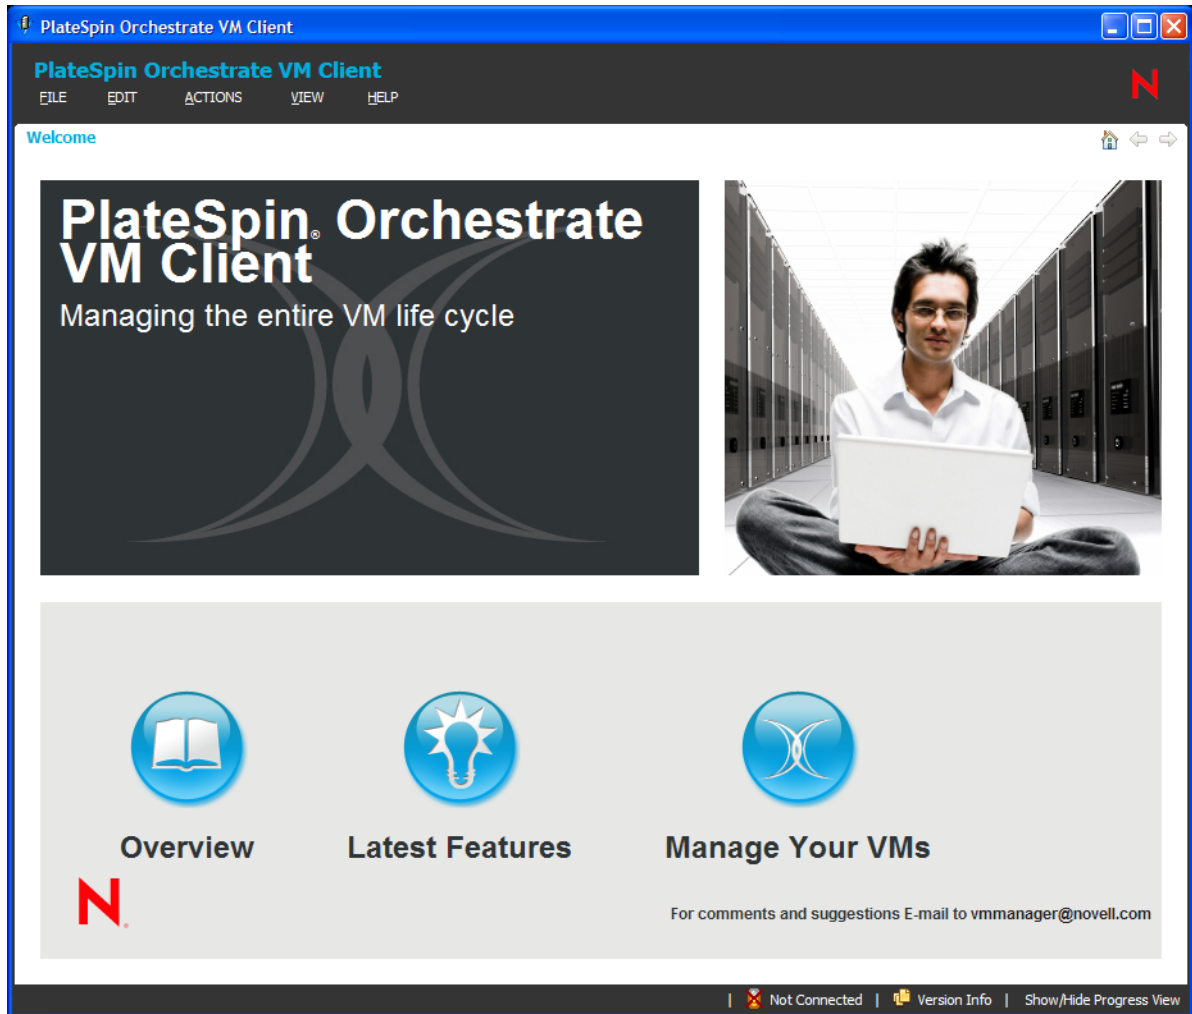 PlateSpin Orchestrate VM Client
PlateSpin Orchestrate VM Client
FILE EDIT ACTIONS VIEW HELP
N
Welcome
PlateSpin® Orchestrate
VM Client
Managing the entire VM life cycle
Overview Latest Features Manage Your VMs
N®
For comments and suggestions E-mail to vmmanager@novell.com
| Not Connected | Version Info | Show/Hide Progress View